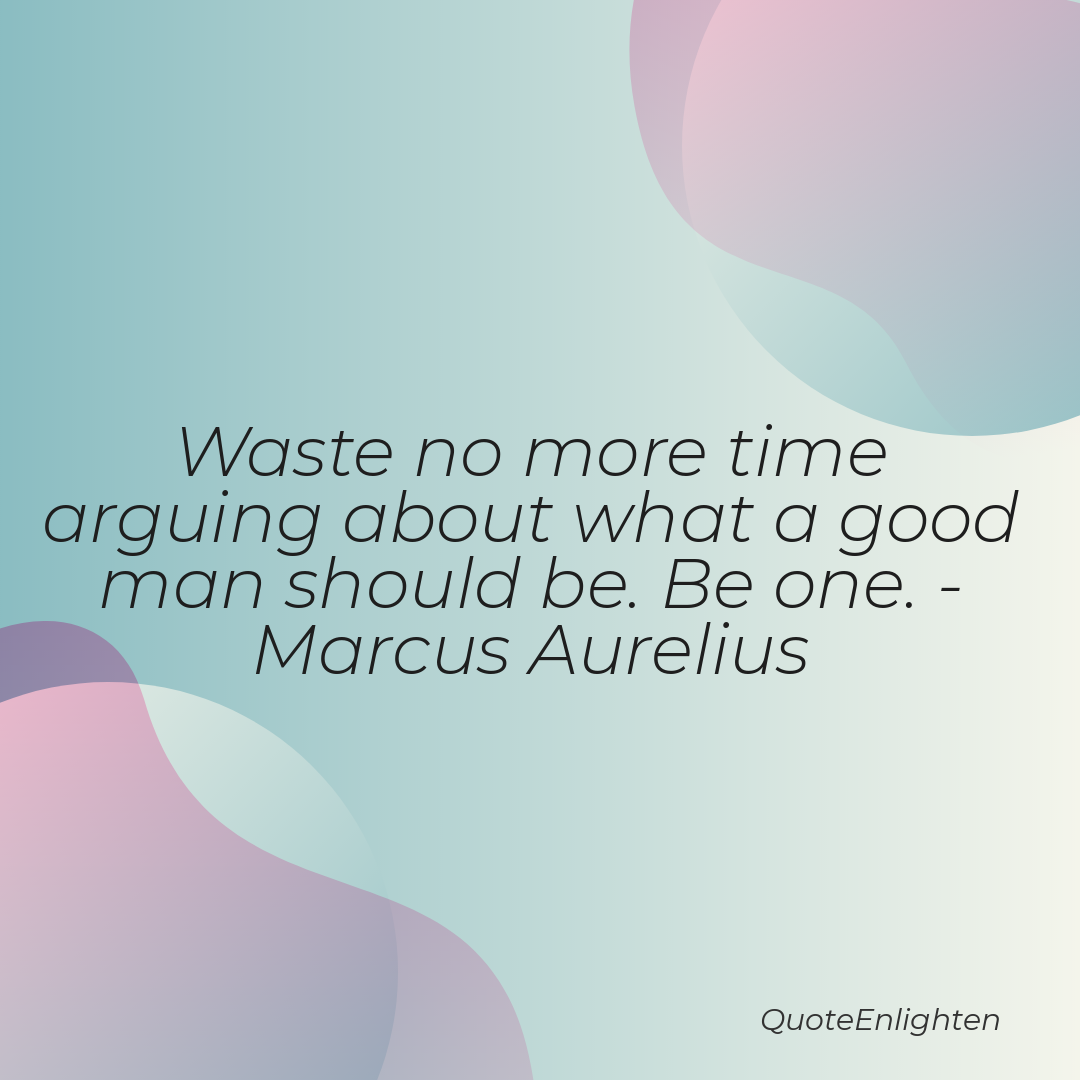 Waste no more time
arguing about what a good
man should be. Be one. -
Marcus Aurelius
QuoteEnlighten